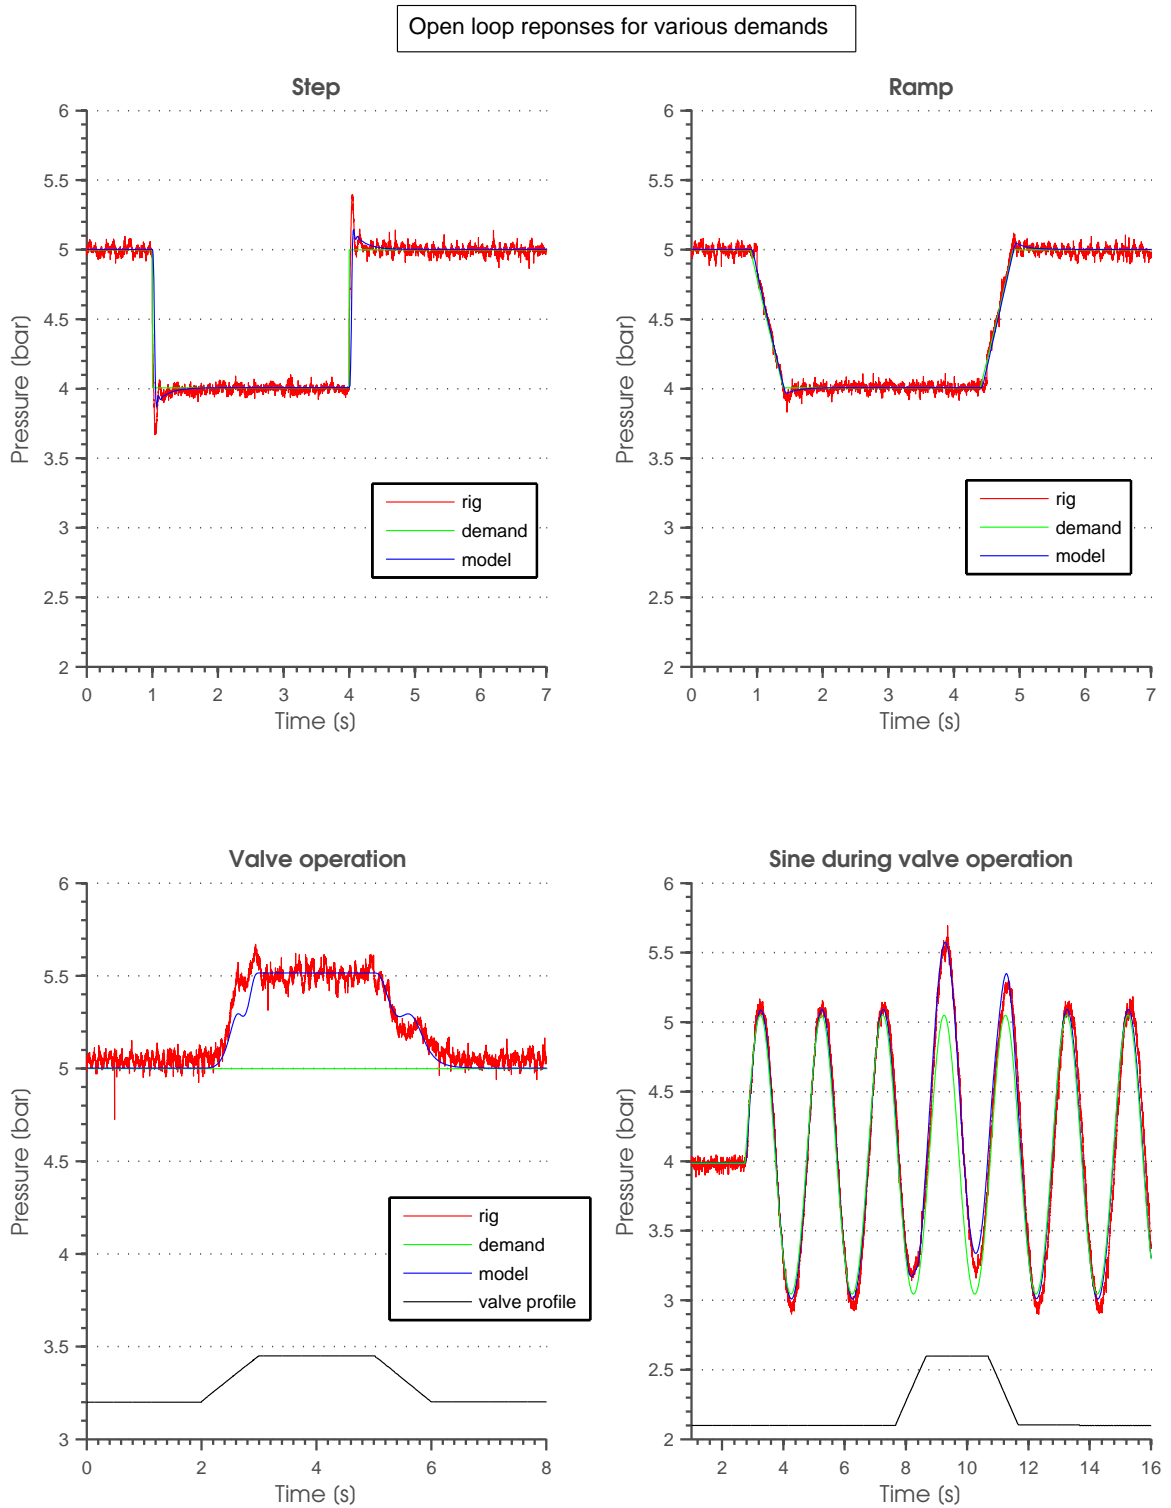 Open loop reponses for various demands
Step
6
5.5
5
4.5
4
3.5
3
2.5
2
Pressure (bar)
rig
demand
model
0 1 2 3 4 5 6 7
Time (s)
Ramp
6
5.5
5
4.5
4
3.5
3
2.5
2
Pressure (bar)
rig
demand
model
0 1 2 3 4 5 6 7
Time (s)
Valve operation
6
5.5
5
4.5
4
3.5
3
Pressure (bar)
rig
demand
model
valve profile
0 2 4 6 8
Time (s)
Sine during valve operation
6
5.5
5
4.5
4
3.5
3
2.5
2
Pressure (bar)
2 4 6 8 10 12 14 16
Time (s)